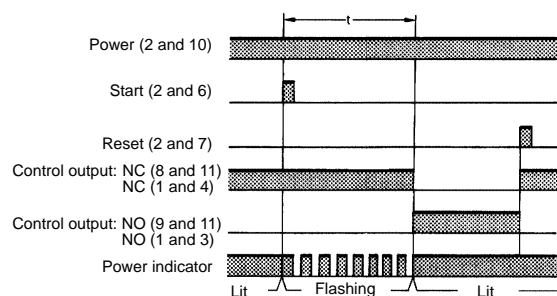 t
Power (2 and 10)
Start (2 and 6)
Reset (2 and 7)
Control output: NC (8 and 11)
NC (1 and 4)
Control output: NO (9 and 11)
NO (1 and 3)
Power indicator
Lit
Flashing
Lit